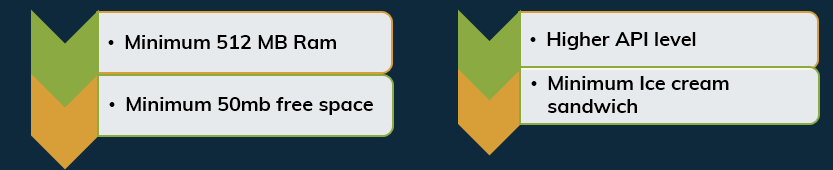 • Minimum 512 MB Ram
• Minimum 50mb free space
• Higher API level
• Minimum Ice cream
sandwich